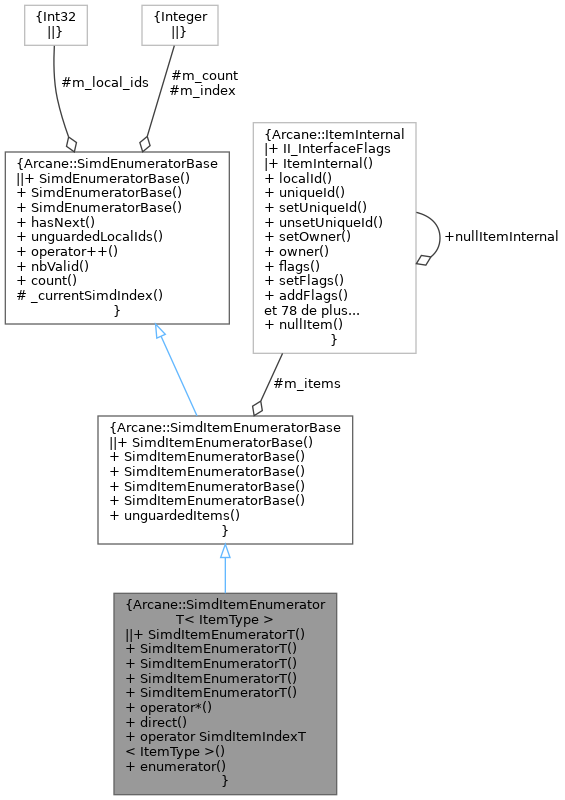 {Int32
||}
{Integer
||}
#m_local_ids
#m_count
#m_index
{Arcane::SimdEnumeratorBase
||+ SimdEnumeratorBase()
+ SimdEnumeratorBase()
+ SimdEnumeratorBase()
+ hasNext()
+ unguardedLocalIds()
+ operator++()
+ nbValid()
+ count()
# _currentSimdIndex()
}
{Arcane::ItemInternal
|+ II_InterfaceFlags
|+ ItemInternal()
+ localId()
+ uniqueId()
+ setUniqueId()
+ unsetUniqueId()
+ setOwner()
+ owner()
+ flags()
+ setFlags()
+ addFlags()
et 78 de plus...
+ nullItem()
}
+nullItemInternal
#m_items
{Arcane::SimdItemEnumeratorBase
||+ SimdItemEnumeratorBase()
+ SimdItemEnumeratorBase()
+ SimdItemEnumeratorBase()
+ SimdItemEnumeratorBase()
+ SimdItemEnumeratorBase()
+ unguardedItems()
}
{Arcane::SimdItemEnumerator
T< ItemType >
||+ SimdItemEnumeratorT()
+ SimdItemEnumeratorT()
+ SimdItemEnumeratorT()
+ SimdItemEnumeratorT()
+ SimdItemEnumeratorT()
+ operator*()
+ direct()
+ operator SimdItemIndexT
< ItemType >()
+ enumerator()
}